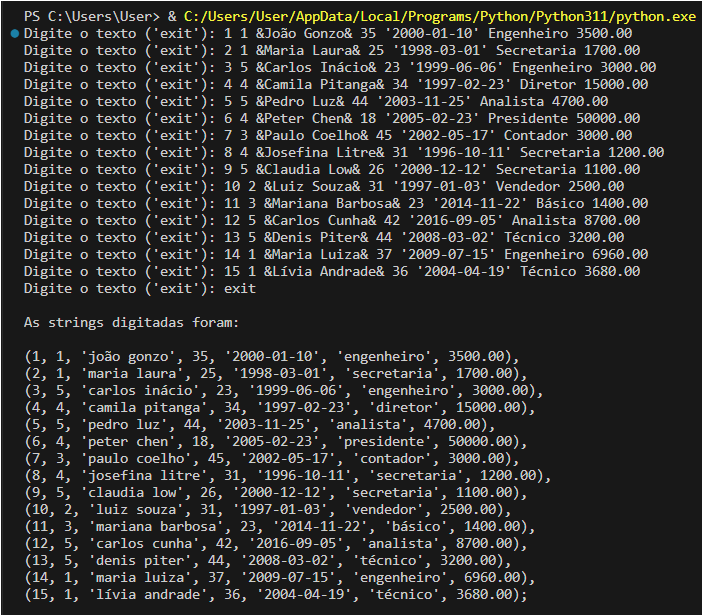 PS C:\Users\User> & C:/Users/User/AppData/Local/Programs/Python/Python311/python.exe
Digite o texto ('exit'): 1 1 &João Gonzo& 35 '2000-01-10' Engenheiro 3500.00
Digite o texto ('exit'): 2 1 &Maria Laura& 25 '1998-03-01' Secretaria 1700.00
Digite o texto ('exit'): 3 5 &Carlos Inácio& 23 '1999-06-06' Engenheiro 3000.00
Digite o texto ('exit'): 4 4 &Camila Pitanga& 34 '1997-02-23' Diretor 15000.00
Digite o texto ('exit'): 5 5 &Pedro Luz& 44 '2003-11-25' Analista 4700.00
Digite o texto ('exit'): 6 4 &Peter Chen& 18 '2005-02-23' Presidente 50000.00
Digite o texto ('exit'): 7 3 &Paulo Coelho& 45 '2002-05-17' Contador 3000.00
Digite o texto ('exit'): 8 4 &Josefina Litre& 31 '1996-10-11' Secretaria 1200.00
Digite o texto ('exit'): 9 5 &Claudia Low& 26 '2000-12-12' Secretaria 1100.00
Digite o texto ('exit'): 10 2 &Luiz Souza& 31 '1997-01-03' Vendedor 2500.00
Digite o texto ('exit'): 11 3 &Mariana Barbosa& 23 '2014-11-22' Básico 1400.00
Digite o texto ('exit'): 12 5 &Carlos Cunha& 42 '2016-09-05' Analista 8700.00
Digite o texto ('exit'): 13 5 &Denis Piter& 44 '2008-03-02' Técnico 3200.00
Digite o texto ('exit'): 14 1 &Maria Luiza& 37 '2009-07-15' Engenheiro 6960.00
Digite o texto ('exit'): 15 1 &Lívia Andrade& 36 '2004-04-19' Técnico 3680.00
Digite o texto ('exit'): exit
As strings digitadas foram:
(1, 1, 'joão gonzo', 35, '2000-01-10', 'engenheiro', 3500.00),
(2, 1, 'maria laura', 25, '1998-03-01', 'secretaria', 1700.00),
(3, 5, 'carlos inácio', 23, '1999-06-06', 'engenheiro', 3000.00),
(4, 4, 'camila pitanga', 34, '1997-02-23', 'diretor', 15000.00),
(5, 5, 'pedro luz', 44, '2003-11-25', 'analista', 4700.00),
(6, 4, 'peter chen', 18, '2005-02-23', 'presidente', 50000.00),
(7, 3, 'paulo coelho', 45, '2002-05-17', 'contador', 3000.00),
(8, 4, 'josefina litre', 31, '1996-10-11', 'secretaria', 1200.00),
(9, 5, 'claudia low', 26, '2000-12-12', 'secretaria', 1100.00),
(10, 2, 'luiz souza', 31, '1997-01-03', 'vendedor', 2500.00),
(11, 3, 'mariana barbosa', 23, '2014-11-22', 'básico', 1400.00),
(12, 5, 'carlos cunha', 42, '2016-09-05', 'analista', 8700.00),
(13, 5, 'denis piter', 44, '2008-03-02', 'técnico', 3200.00),
(14, 1, 'maria luiza', 37, '2009-07-15', 'engenheiro', 6960.00),
(15, 1, 'lívia andrade', 36, '2004-04-19', 'técnico', 3680.00);